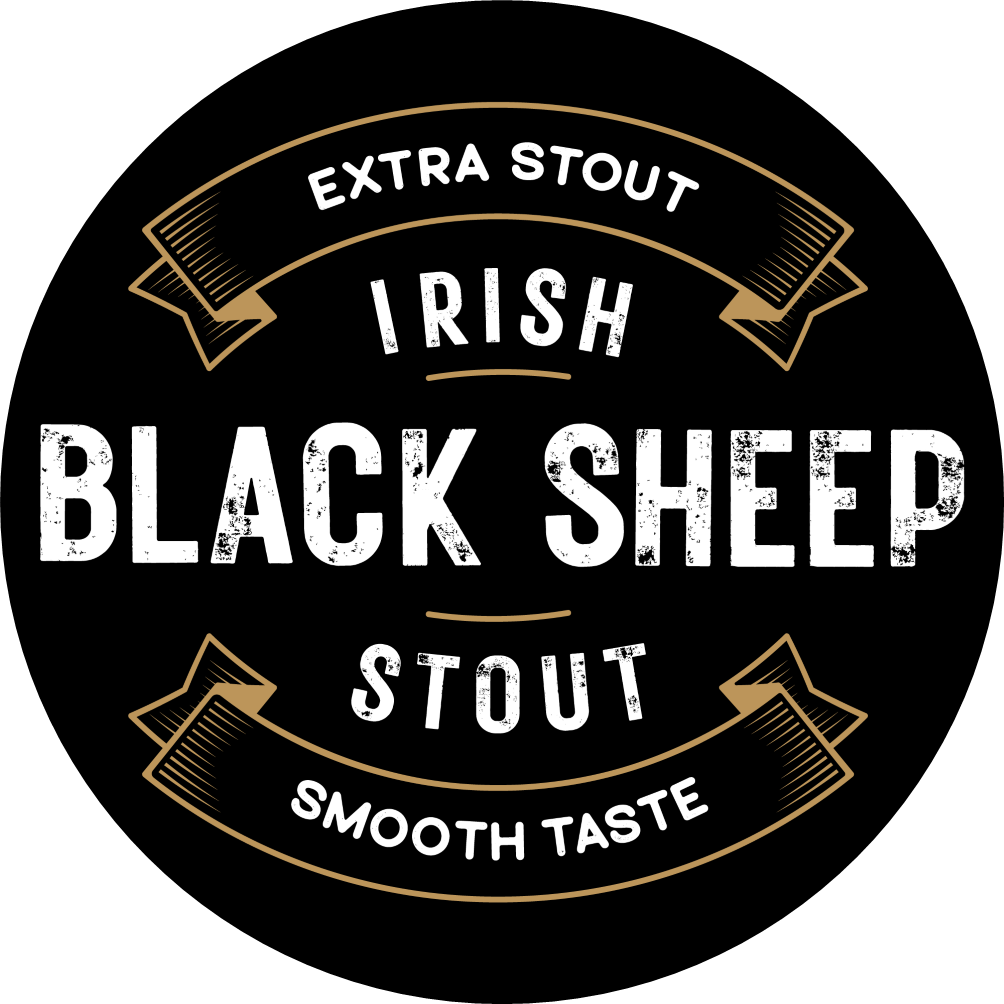 EXTRA STOUT
IRISH
BLACK SHEEP
STOUT
SMOOTH TASTE